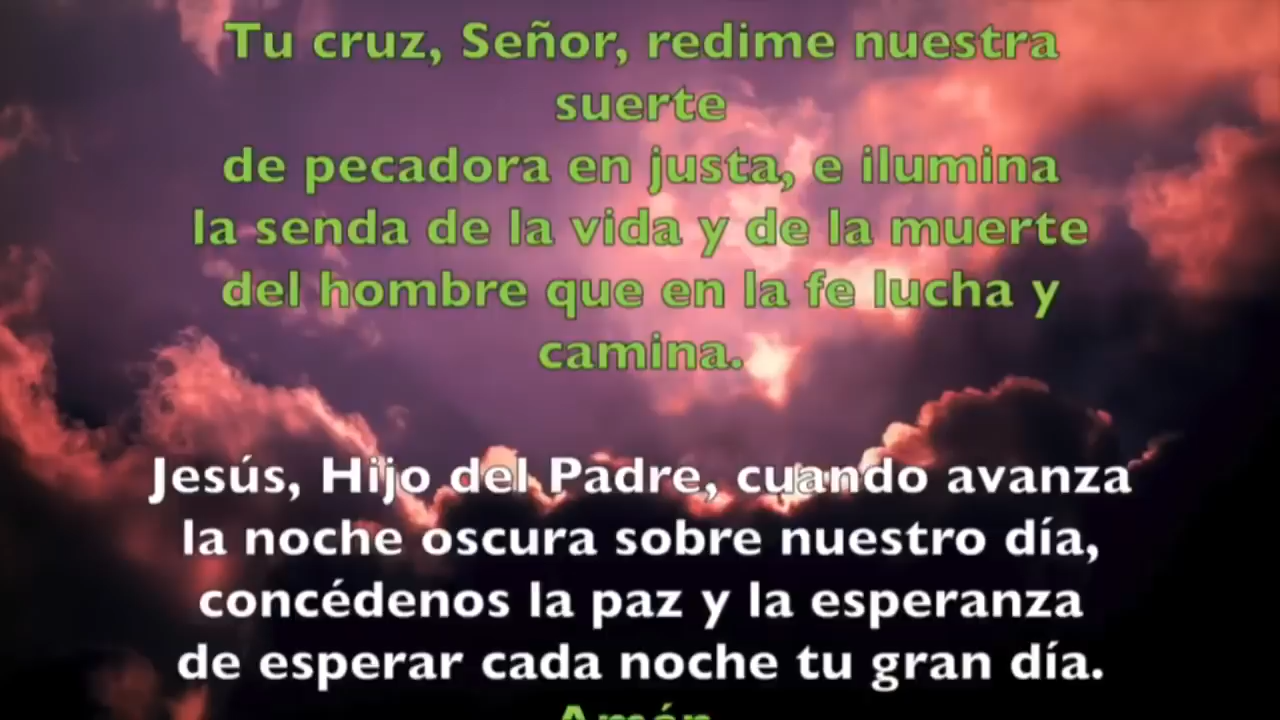 Tu cruz, Señor, redime nuestra
suerte
de pecadora en justa, e ilumina
la senda de la vida y de la muerte
del hombre que en la fe lucha y
camina.
Jesús, Hijo del Padre, cuando avanza
la noche oscura sobre nuestro día,
concédenos la paz y la esperanza
de esperar cada noche tu gran día.
Amén